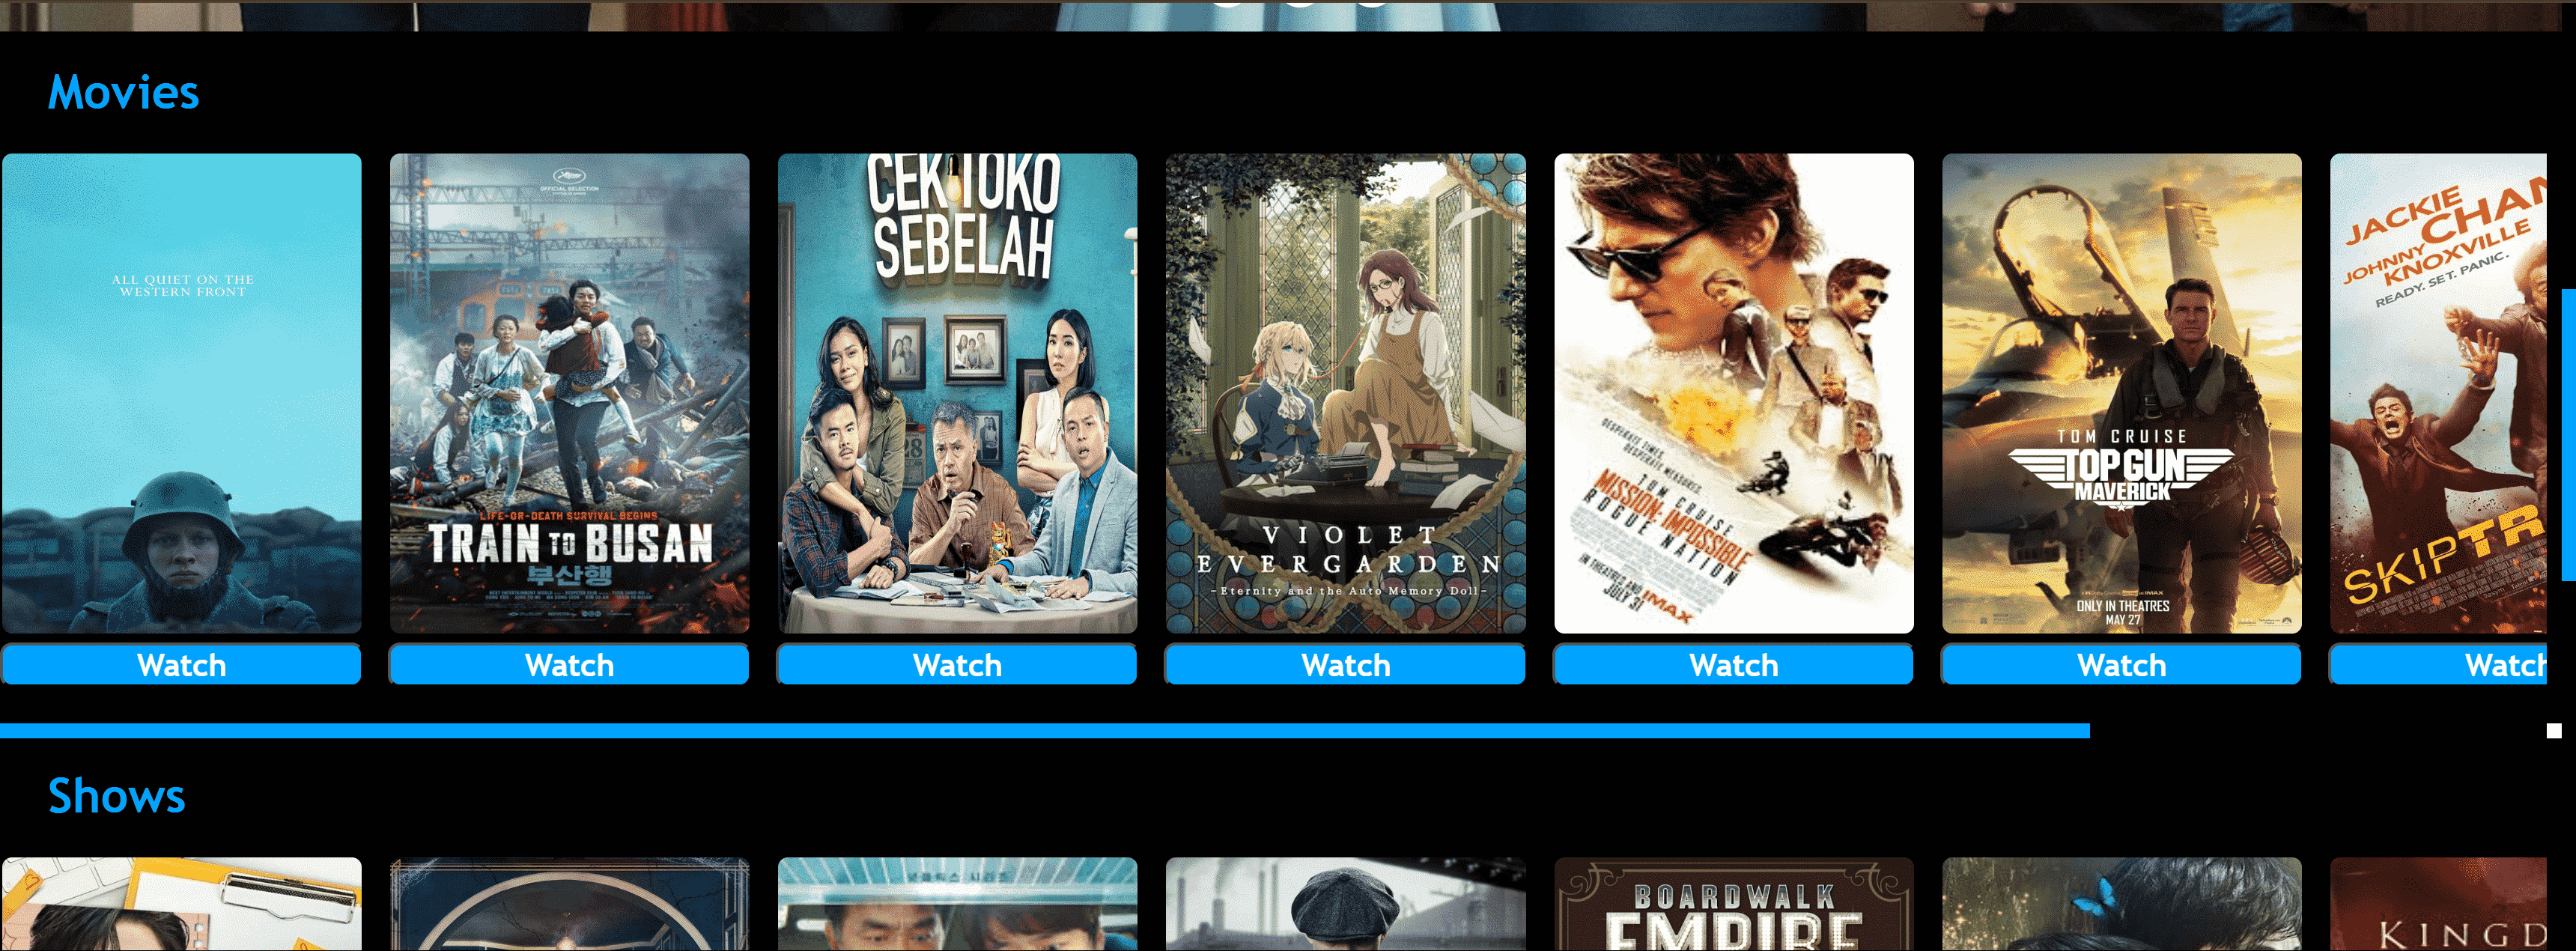 Movies
ALL QUIET ON THE
WESTERN FRONT
OFFICIAL SELECTION
LIFE-OR-DEATH SURVIVAL BEGINS
TRAIN TO BUSAN
부산행
CEK TOKO
SEBELAH
VIOLET
EVERGARDEN
–Eternity and the Auto Memory Doll–
DESPERATE TIMES.
DESPERATE MEASURES.
TOM CRUISE
MISSION: IMPOSSIBLE
ROGUE NATION
IN THEATRES AND IMAX
JULY 31
TOM CRUISE
TOP GUN
MAVERICK
ONLY IN THEATRES
MAY 27
JACKIE
CHAN
JOHNNY
KNOXVILLE
READY. SET. PANIC.
SKIPTR
Watch
Watch
Watch
Watch
Watch
Watch
Watch
Shows
BOARDWALK
EMPIRE
KINGD